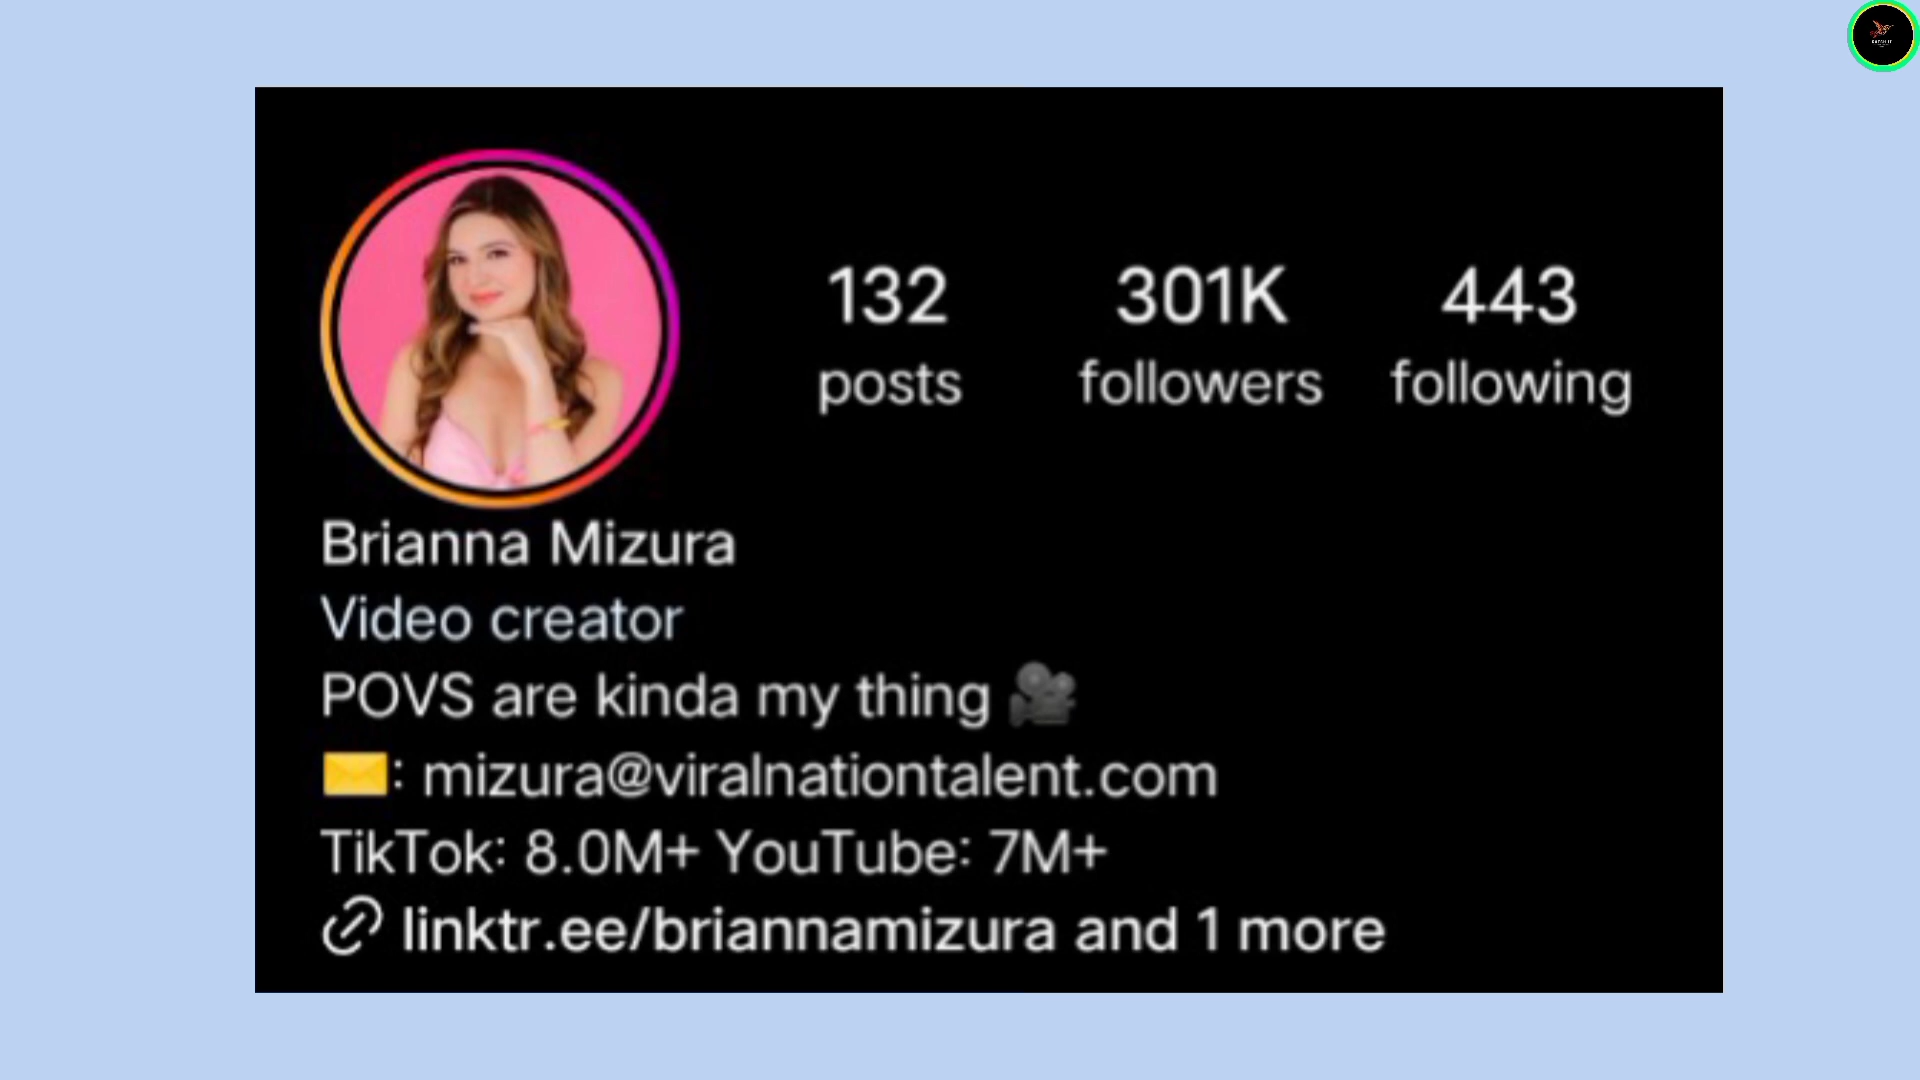 132 301K 443
posts followers following
Brianna Mizura
Video creator
POVS are kinda my thing 🎥
✉️: mizura@viralnationtalent.com
TikTok: 8.0M+ YouTube: 7M+
linktr.ee/briannamizura and 1 more